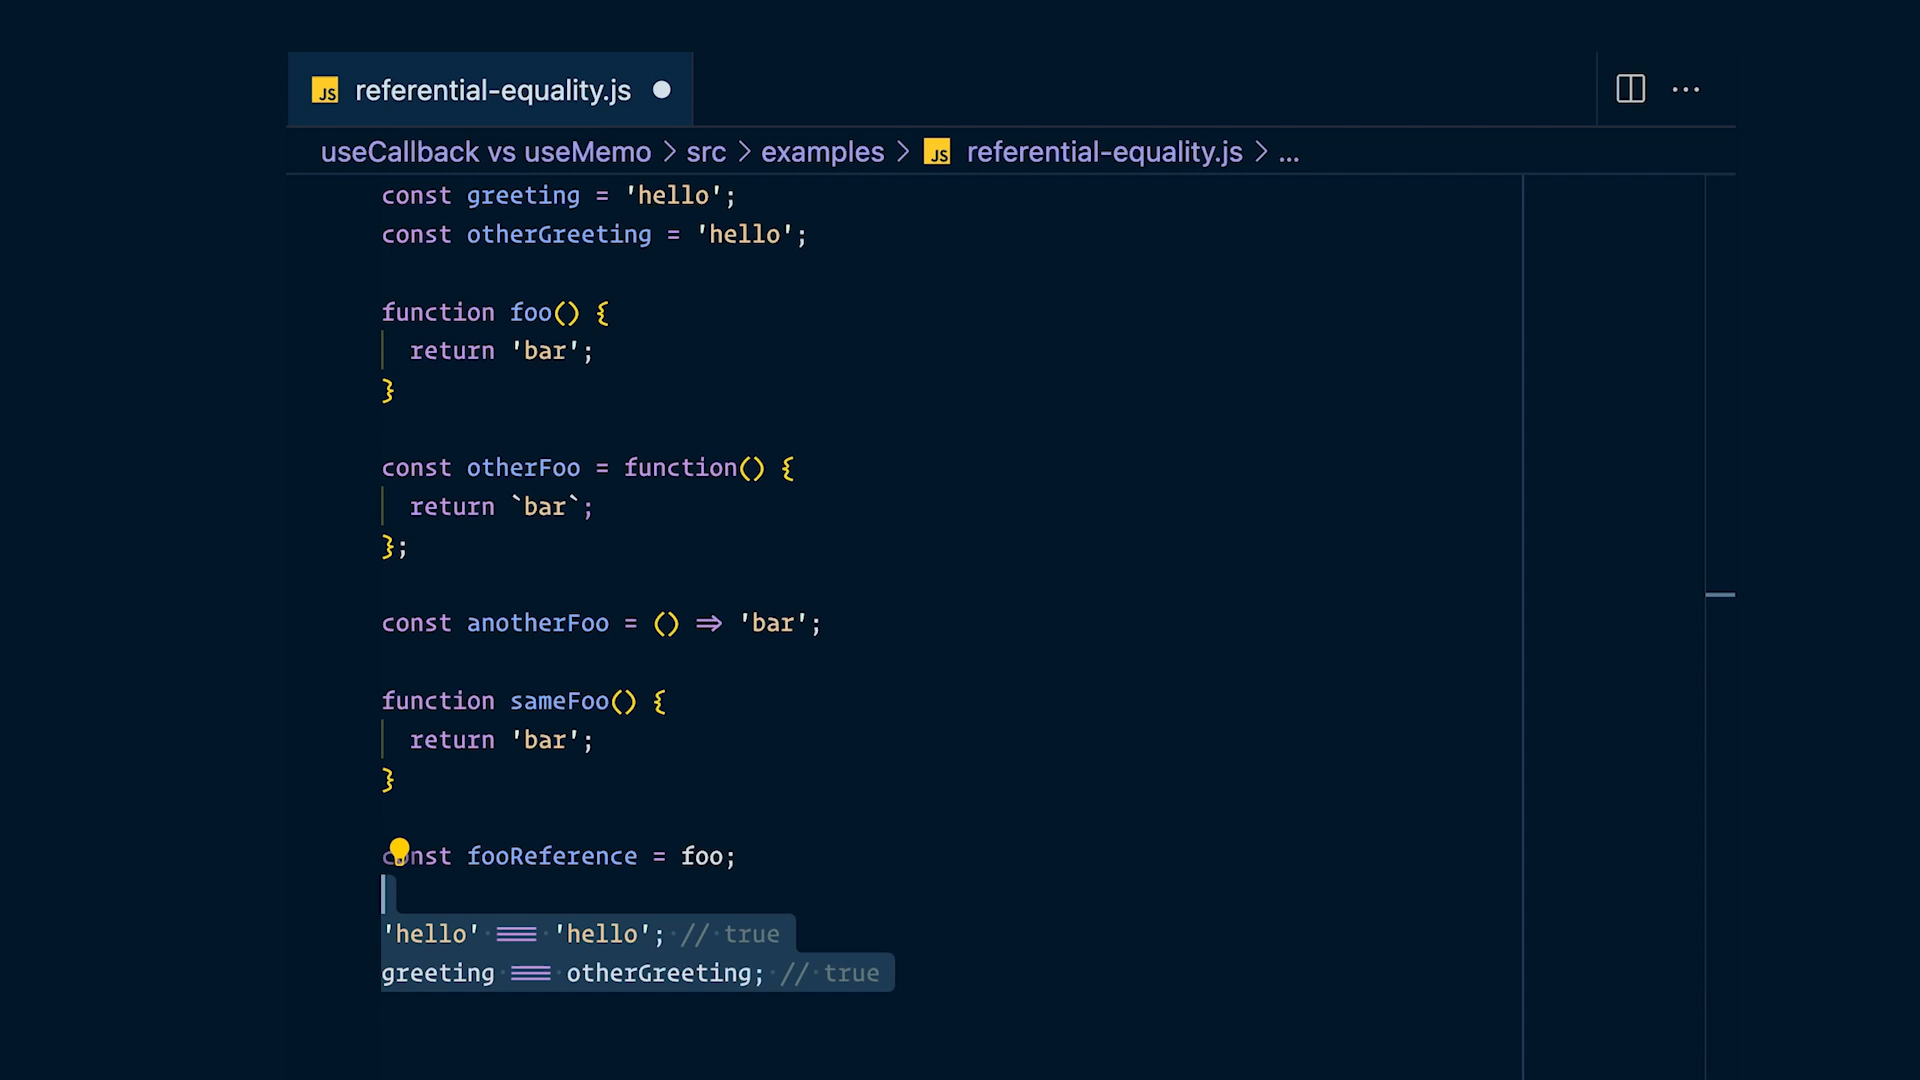 JS referential-equality.js
useCallback vs useMemo > src > examples > JS referential-equality.js > ...
const greeting = 'hello';
const otherGreeting = 'hello';
function foo() {
return 'bar';
}
const otherFoo = function() {
return `bar`;
};
const anotherFoo = () => 'bar';
function sameFoo() {
return 'bar';
}
const fooReference = foo;
'hello' === 'hello'; // true
greeting === otherGreeting; // true